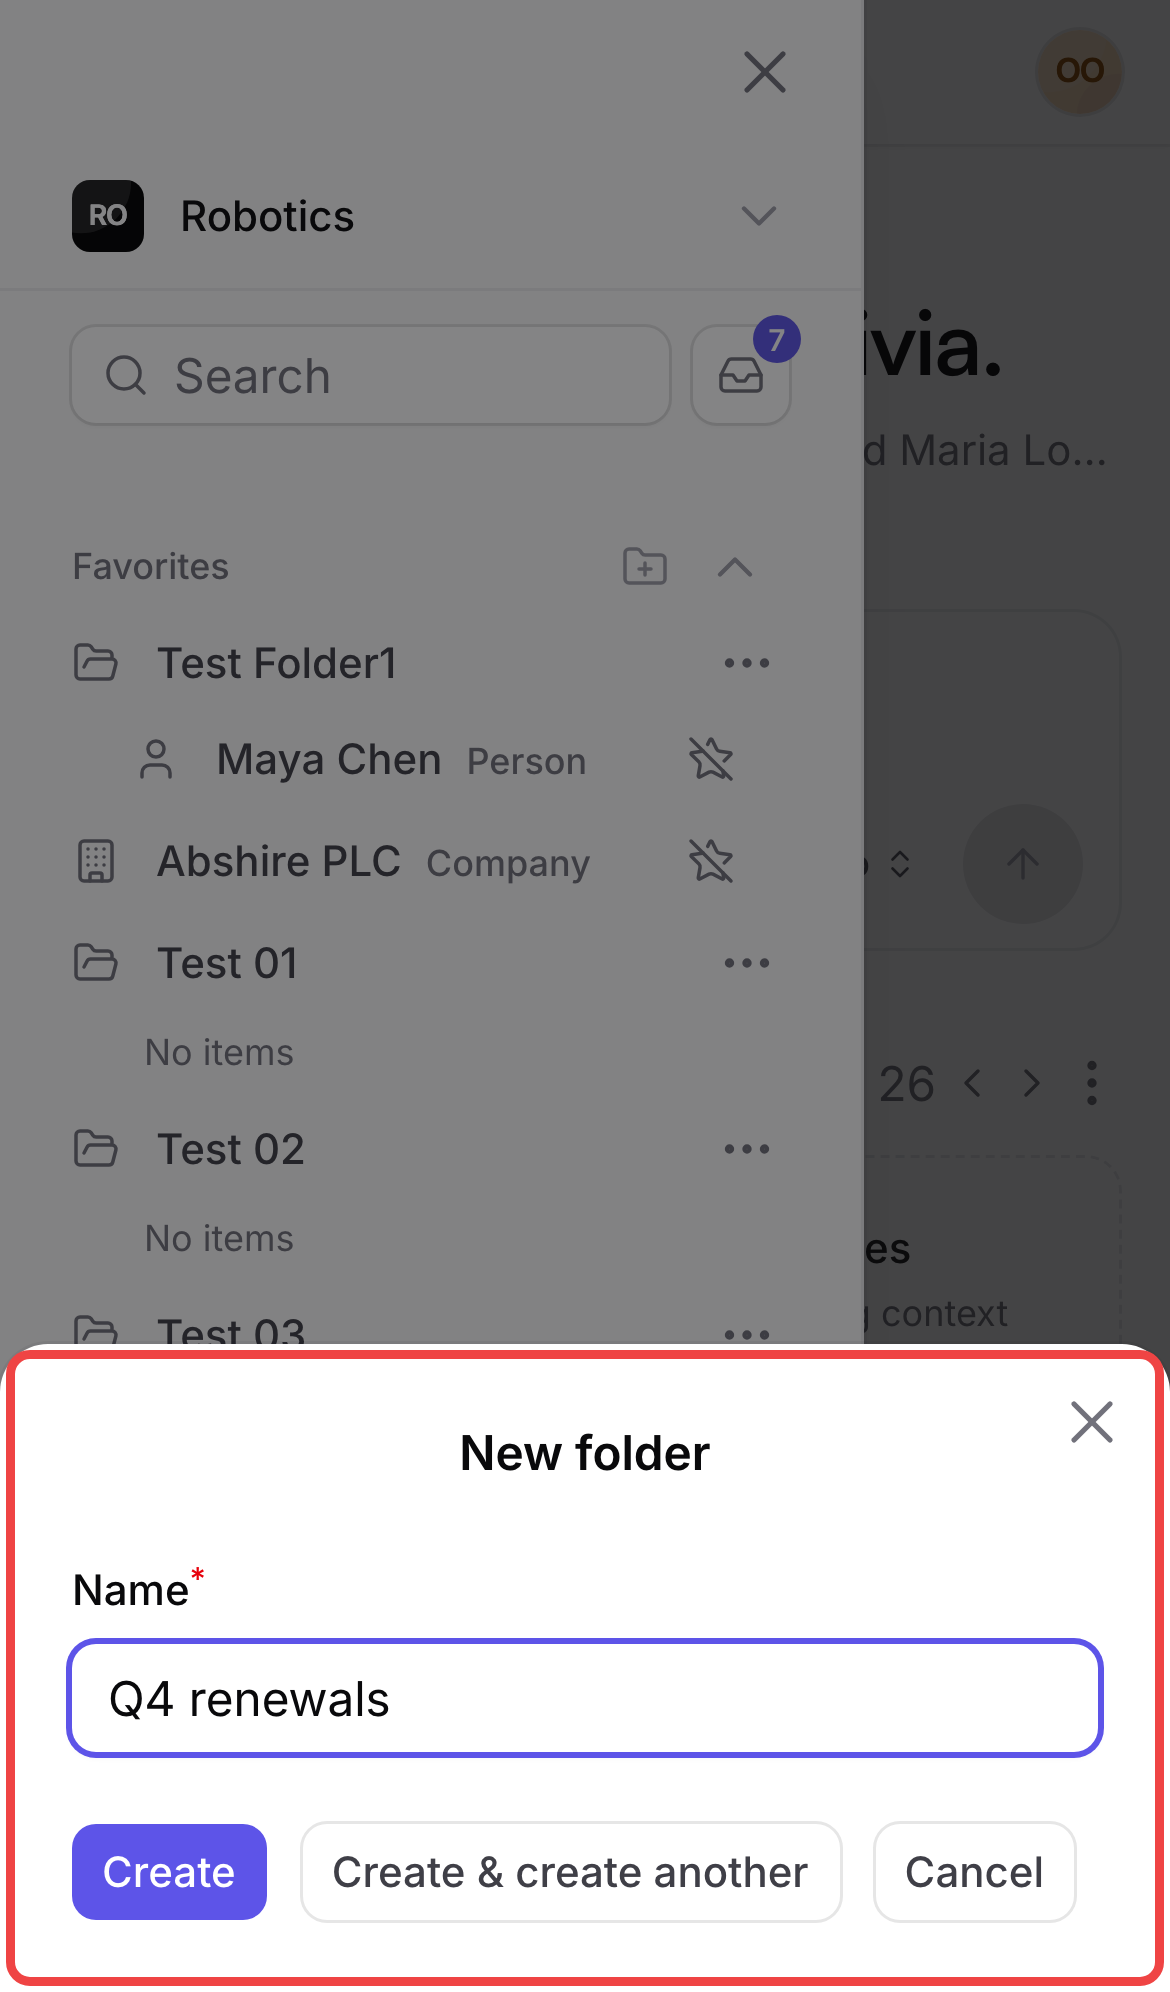 OO
RO Robotics
7
Search
ivia.
d Maria Lo...
Favorites
Test Folder1
Maya Chen Person
Abshire PLC Company
Test 01
No items
26
Test 02
No items
es
context
Test 03
New folder
Name*
Q4 renewals
Create
Create & create another
Cancel